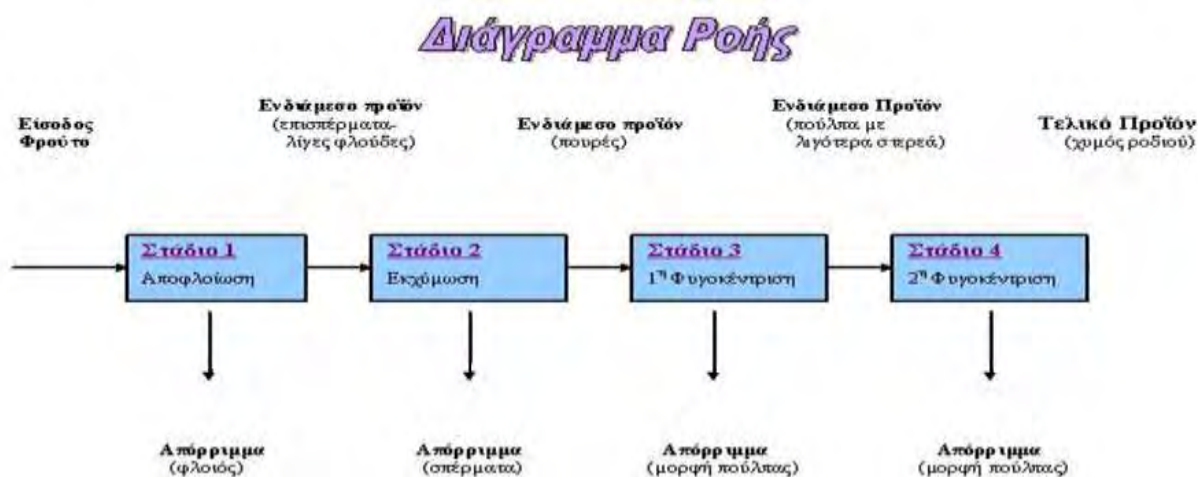 Διάγραμμα Ροής
Είσοδος
Φρούτο
Ενδιάμεσο προϊόν
(επισπέρματα-
λίγες φλούδες)
Ενδιάμεσο προϊόν
(πουρές)
Ενδιάμεσο Προϊόν
(πούλπα με
λιγότερα στερεά)
Τελικό Προϊόν
(χυμός ροδιού)
Στάδιο 1
Αποφλοίωση
Στάδιο 2
Εκχύμωση
Στάδιο 3
1η Φυγοκέντριση
Στάδιο 4
2η Φυγοκέντριση
Απόρριμμα
(φλοιός)
Απόρριμμα
(σπέρματα)
Απόρριμμα
(μορφή πούλπας)
Απόρριμμα
(μορφή πούλπας)